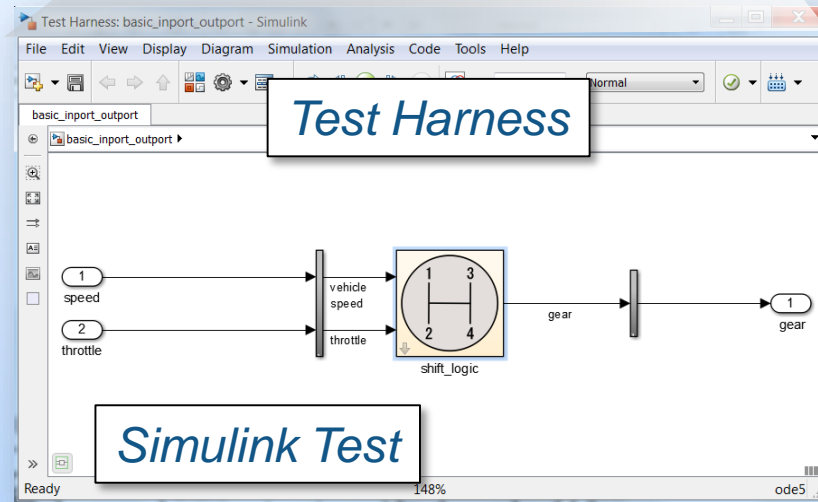 Test Harness: basic_inport_outport - Simulink
File Edit View Display Diagram Simulation Analysis Code Tools Help
Normal
basic_inport_outport
Test Harness
basic_inport_outport
1
speed
2
throttle
vehicle
speed
throttle
1 3
2 4
shift_logic
gear
1
gear
Simulink Test
Ready 148% ode5